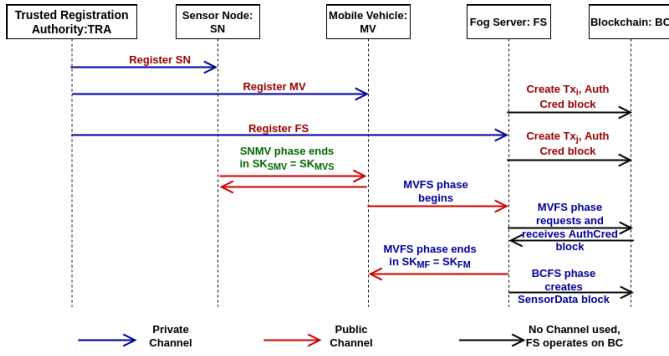 Trusted Registration
Authority:TRA
Sensor Node:
SN
Mobile Vehicle:
MV
Fog Server: FS
Blockchain: BC
Register SN
Register MV
Create Txi, Auth
Cred block
Register FS
Create Txj, Auth
Cred block
SNMV phase ends
in SKSMV = SKMVS
MVFS phase
begins
MVFS phase
requests and
receives AuthCred
block
MVFS phase ends
in SKMF = SKFM
BCFS phase
creates
SensorData block
Private
Channel
Public
Channel
No Channel used,
FS operates on BC